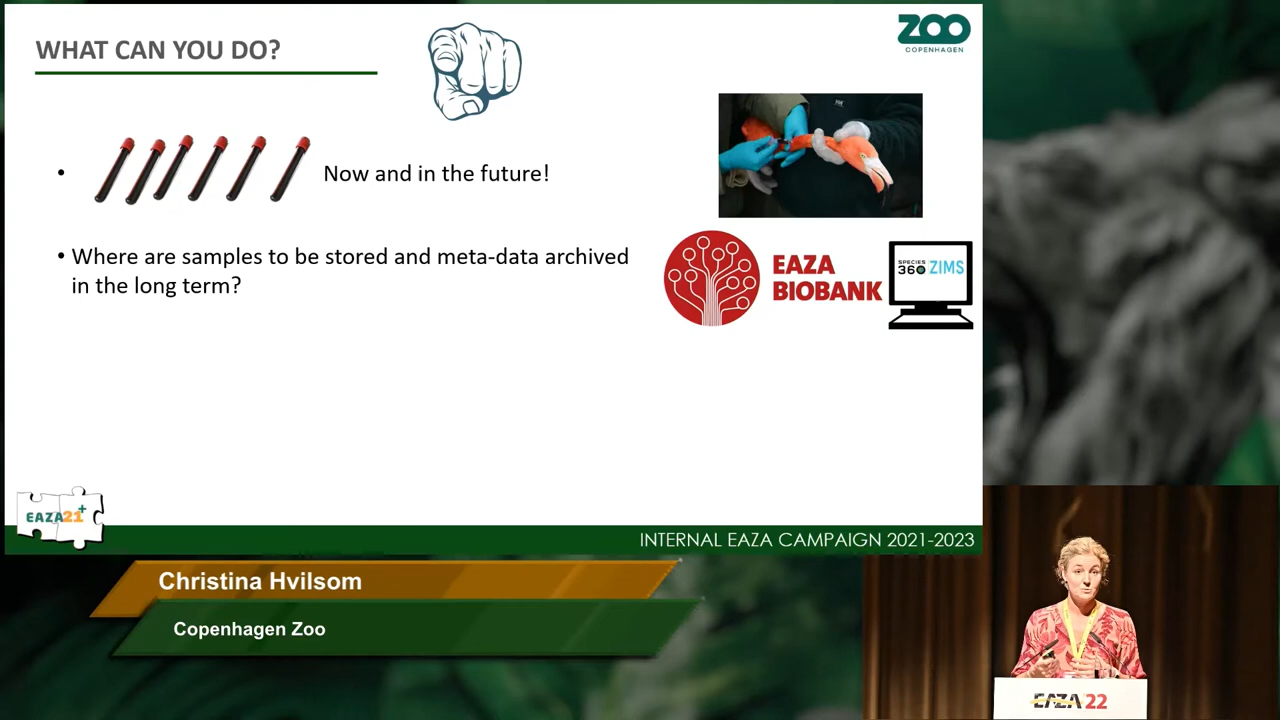 WHAT CAN YOU DO?
ZOO
COPENHAGEN
• Now and in the future!
• Where are samples to be stored and meta-data archived
in the long term?
EAZA
BIOBANK
SPECIES
360
ZIMS
EAZA21+
INTERNAL EAZA CAMPAIGN 2021-2023
Christina Hvilsom
Copenhagen Zoo
EAZA'22